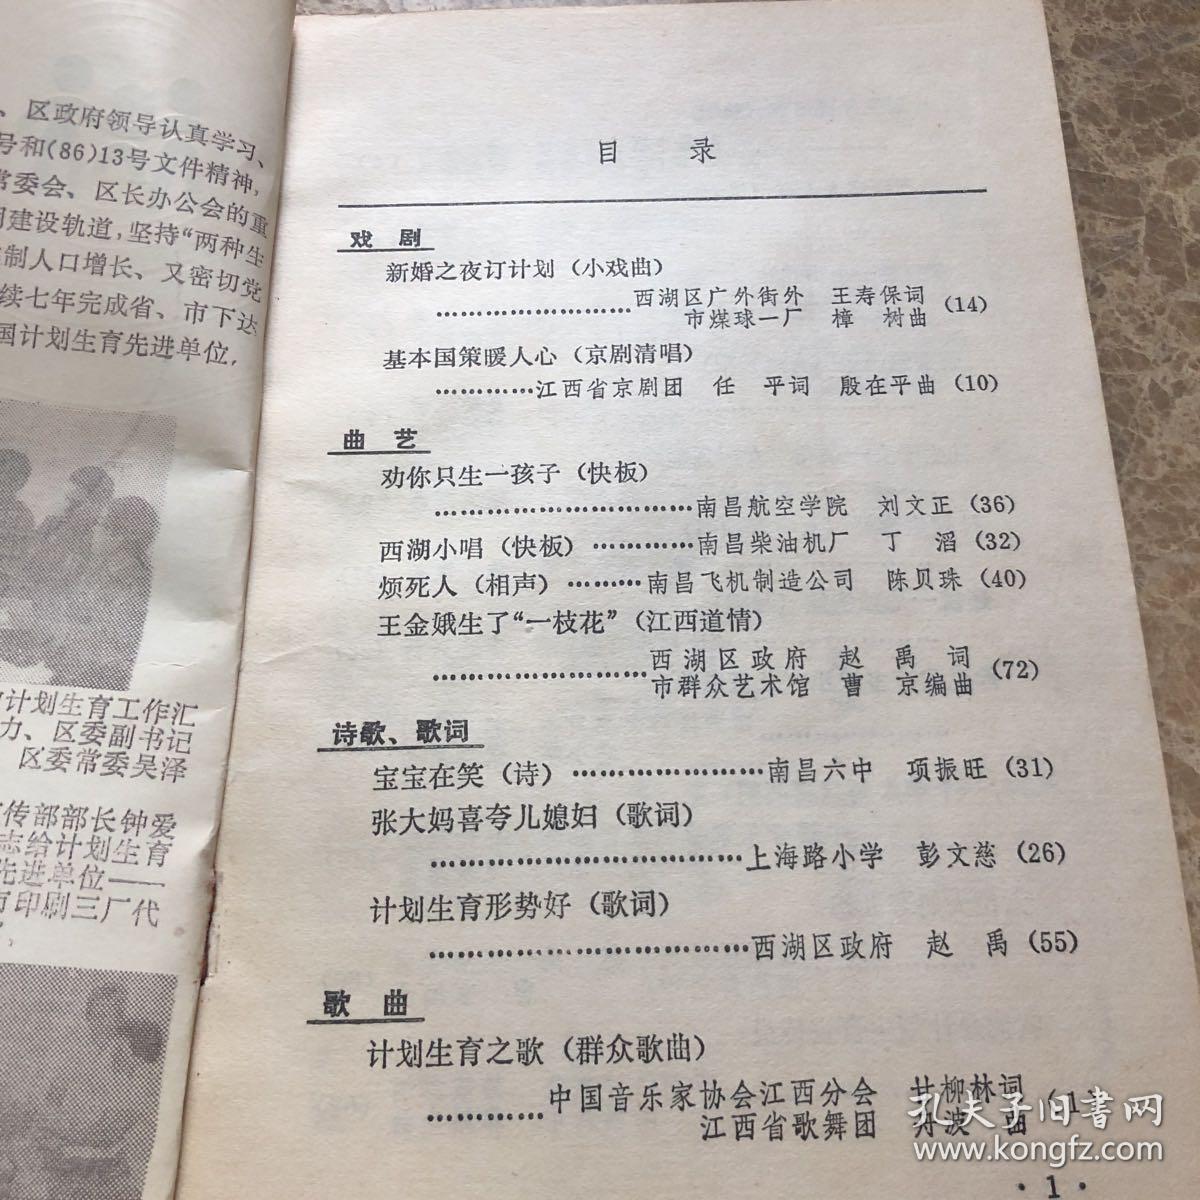 、区政府领导认真学习、
号和(86)13号文件精神，
常委会、区长办公会的重
建设轨道，坚持“两种生
制人口增长、又密切党
续七年完成省、市下达
国计划生育先进单位，
计划生育工作汇
力、区委副书记
区委常委吴泽
传部部长钟爱
志给计划生育
先进单位——
印刷三厂代
目　录
戏　剧
新婚之夜订计划（小戏曲）
……………………西湖区广外街外　王寿保词
市煤球一厂　樟　树曲 (14)
基本国策暖人心（京剧清唱）
…………江西省京剧团　任　平词　殷在平曲 (10)
曲　艺
劝你只生一孩子（快板）
…………………………南昌航空学院　刘文正 (36)
西湖小唱（快板）…………南昌柴油机厂　丁　滔 (32)
烦死人（相声）………南昌飞机制造公司　陈贝珠 (40)
王金娥生了“一枝花”（江西道情）
……………………西湖区政府　赵　禹　词
市群众艺术馆　曹　京编曲 (72)
诗歌、歌词
宝宝在笑（诗）…………………南昌六中　项振旺 (31)
张大妈喜夸儿媳妇（歌词）
……………………………上海路小学　彭文慈 (26)
计划生育形势好（歌词）
……………………………西湖区政府　赵　禹 (55)
歌　曲
计划生育之歌（群众歌曲）
…………中国音乐家协会江西分会　甘柳林词
江西省歌舞团　丹波　曲 (1)
·1·
孔夫子旧书网
www.kongfz.com